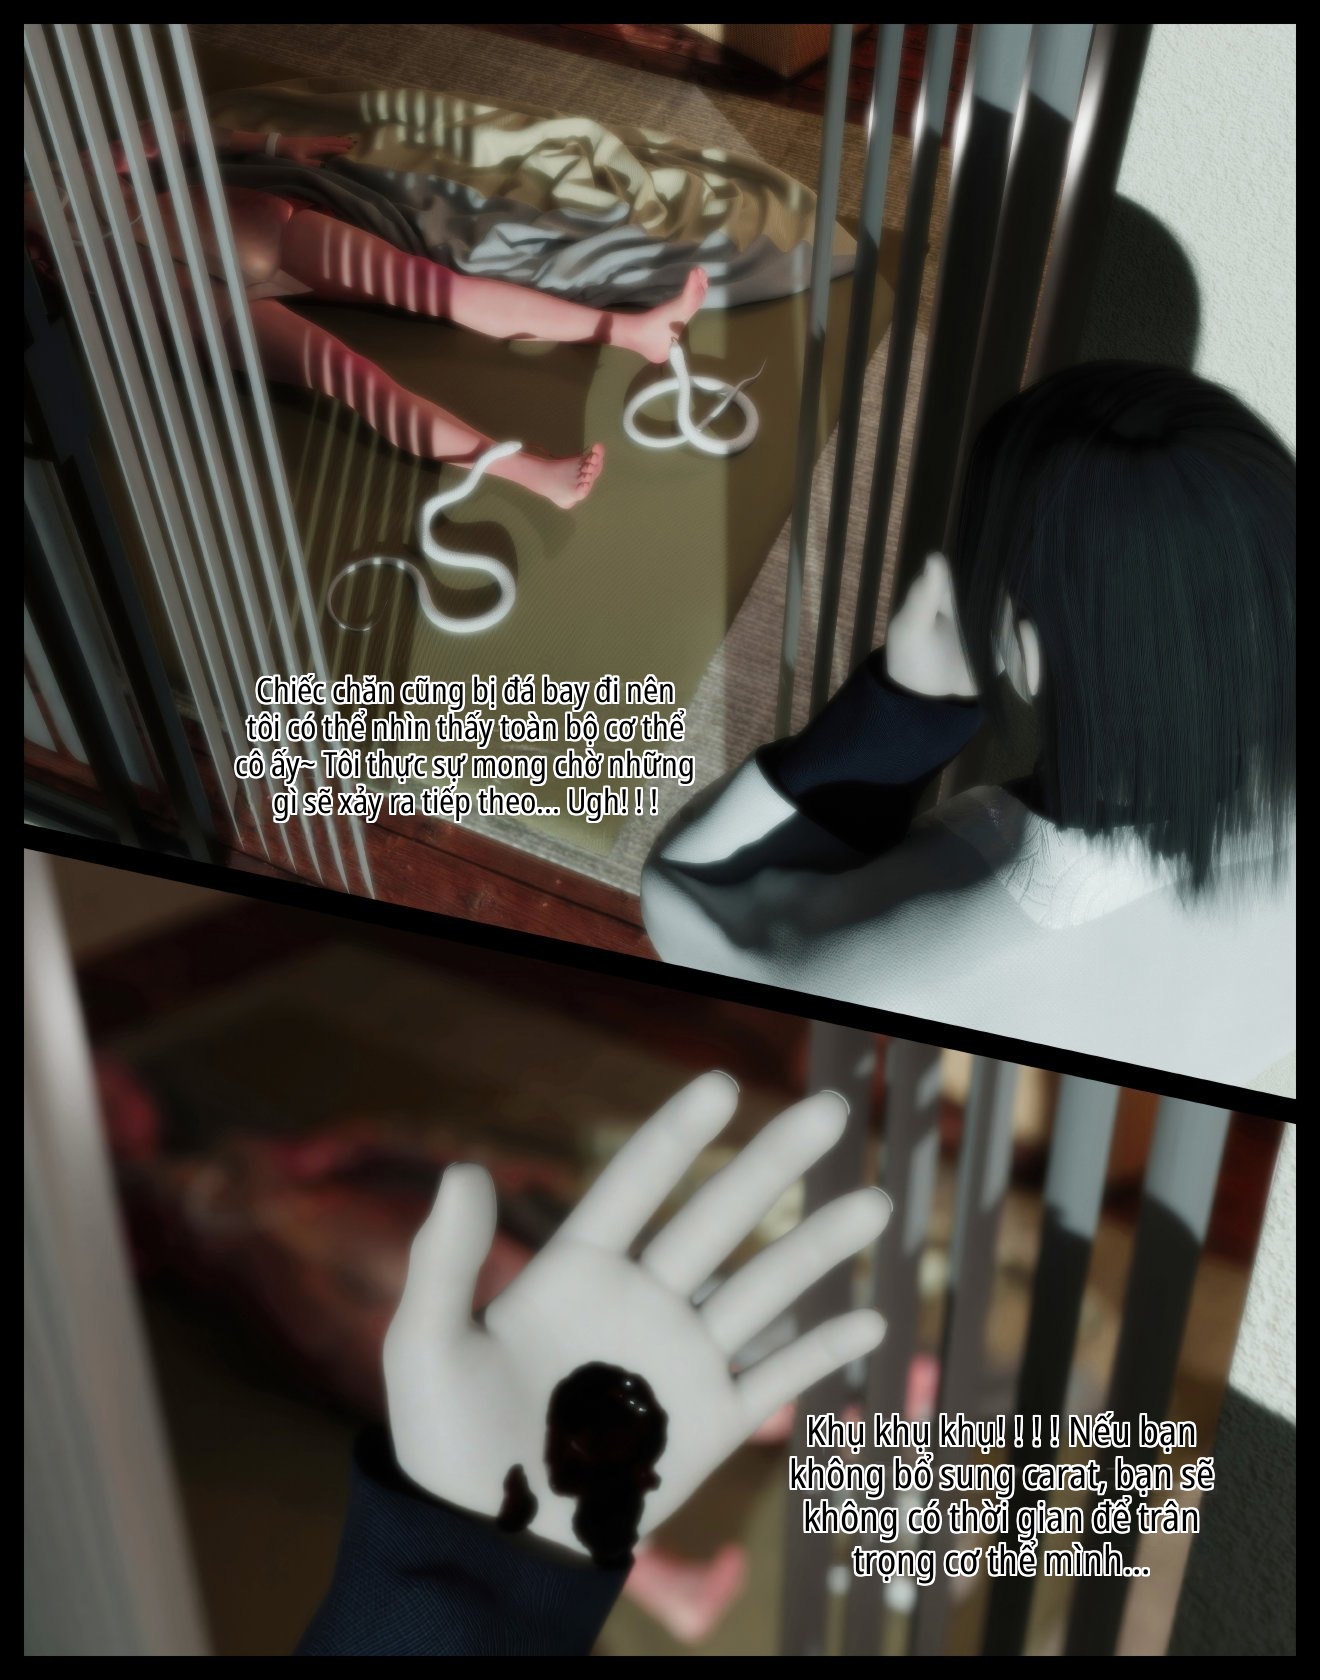 Chiếc chăn cũng bị đá bay đi nên
tôi có thể nhìn thấy toàn bộ cơ thể
cô ấy~ Tôi thực sự mong chờ những
gì sẽ xảy ra tiếp theo... Ugh! ! !
Khụ khụ khụ! ! ! ! Nếu bạn
không bổ sung carat, bạn sẽ
không có thời gian để trân
trọng cơ thể mình...